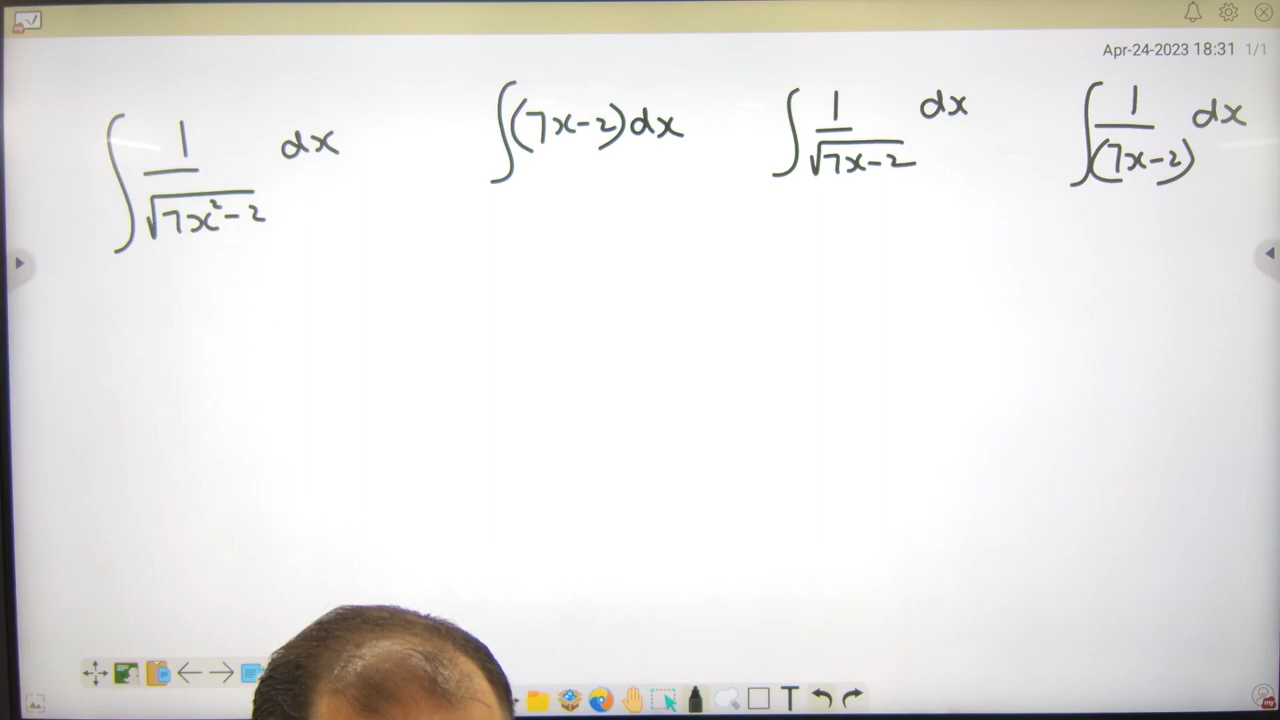 Apr-24-2023 18:31 1/1
∫ 1/√(7x²-2) dx
∫(7x-2)dx
∫ 1/√(7x-2) dx
∫ 1/(7x-2) dx
T